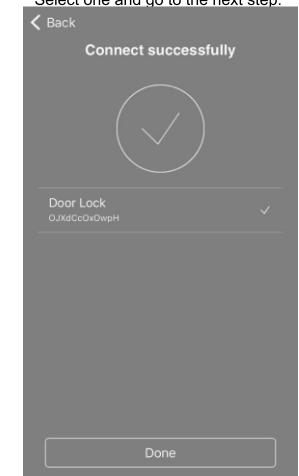 Select one and go to the next step.
Back
Connect successfully
Door Lock
OJXdCcOxOwpH
Done